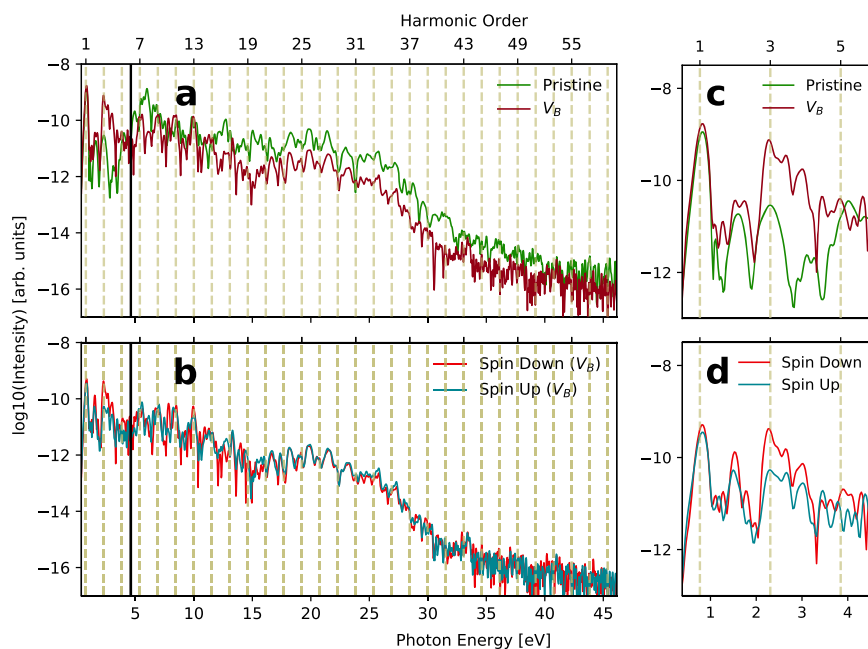 Harmonic Order
1 7 13 19 25 31 37 43 49 55
1 3 5
−8
−10
−12
−14
−16
a
Pristine
V_B
−8
−10
−12
c
Pristine
V_B
log10(Intensity) [arb. units]
−8
−10
−12
−14
−16
b
Spin Down (V_B)
Spin Up (V_B)
−8
−9
−10
−11
−12
d
Spin Down
Spin Up
5 10 15 20 25 30 35 40 45
1 2 3 4
Photon Energy [eV]